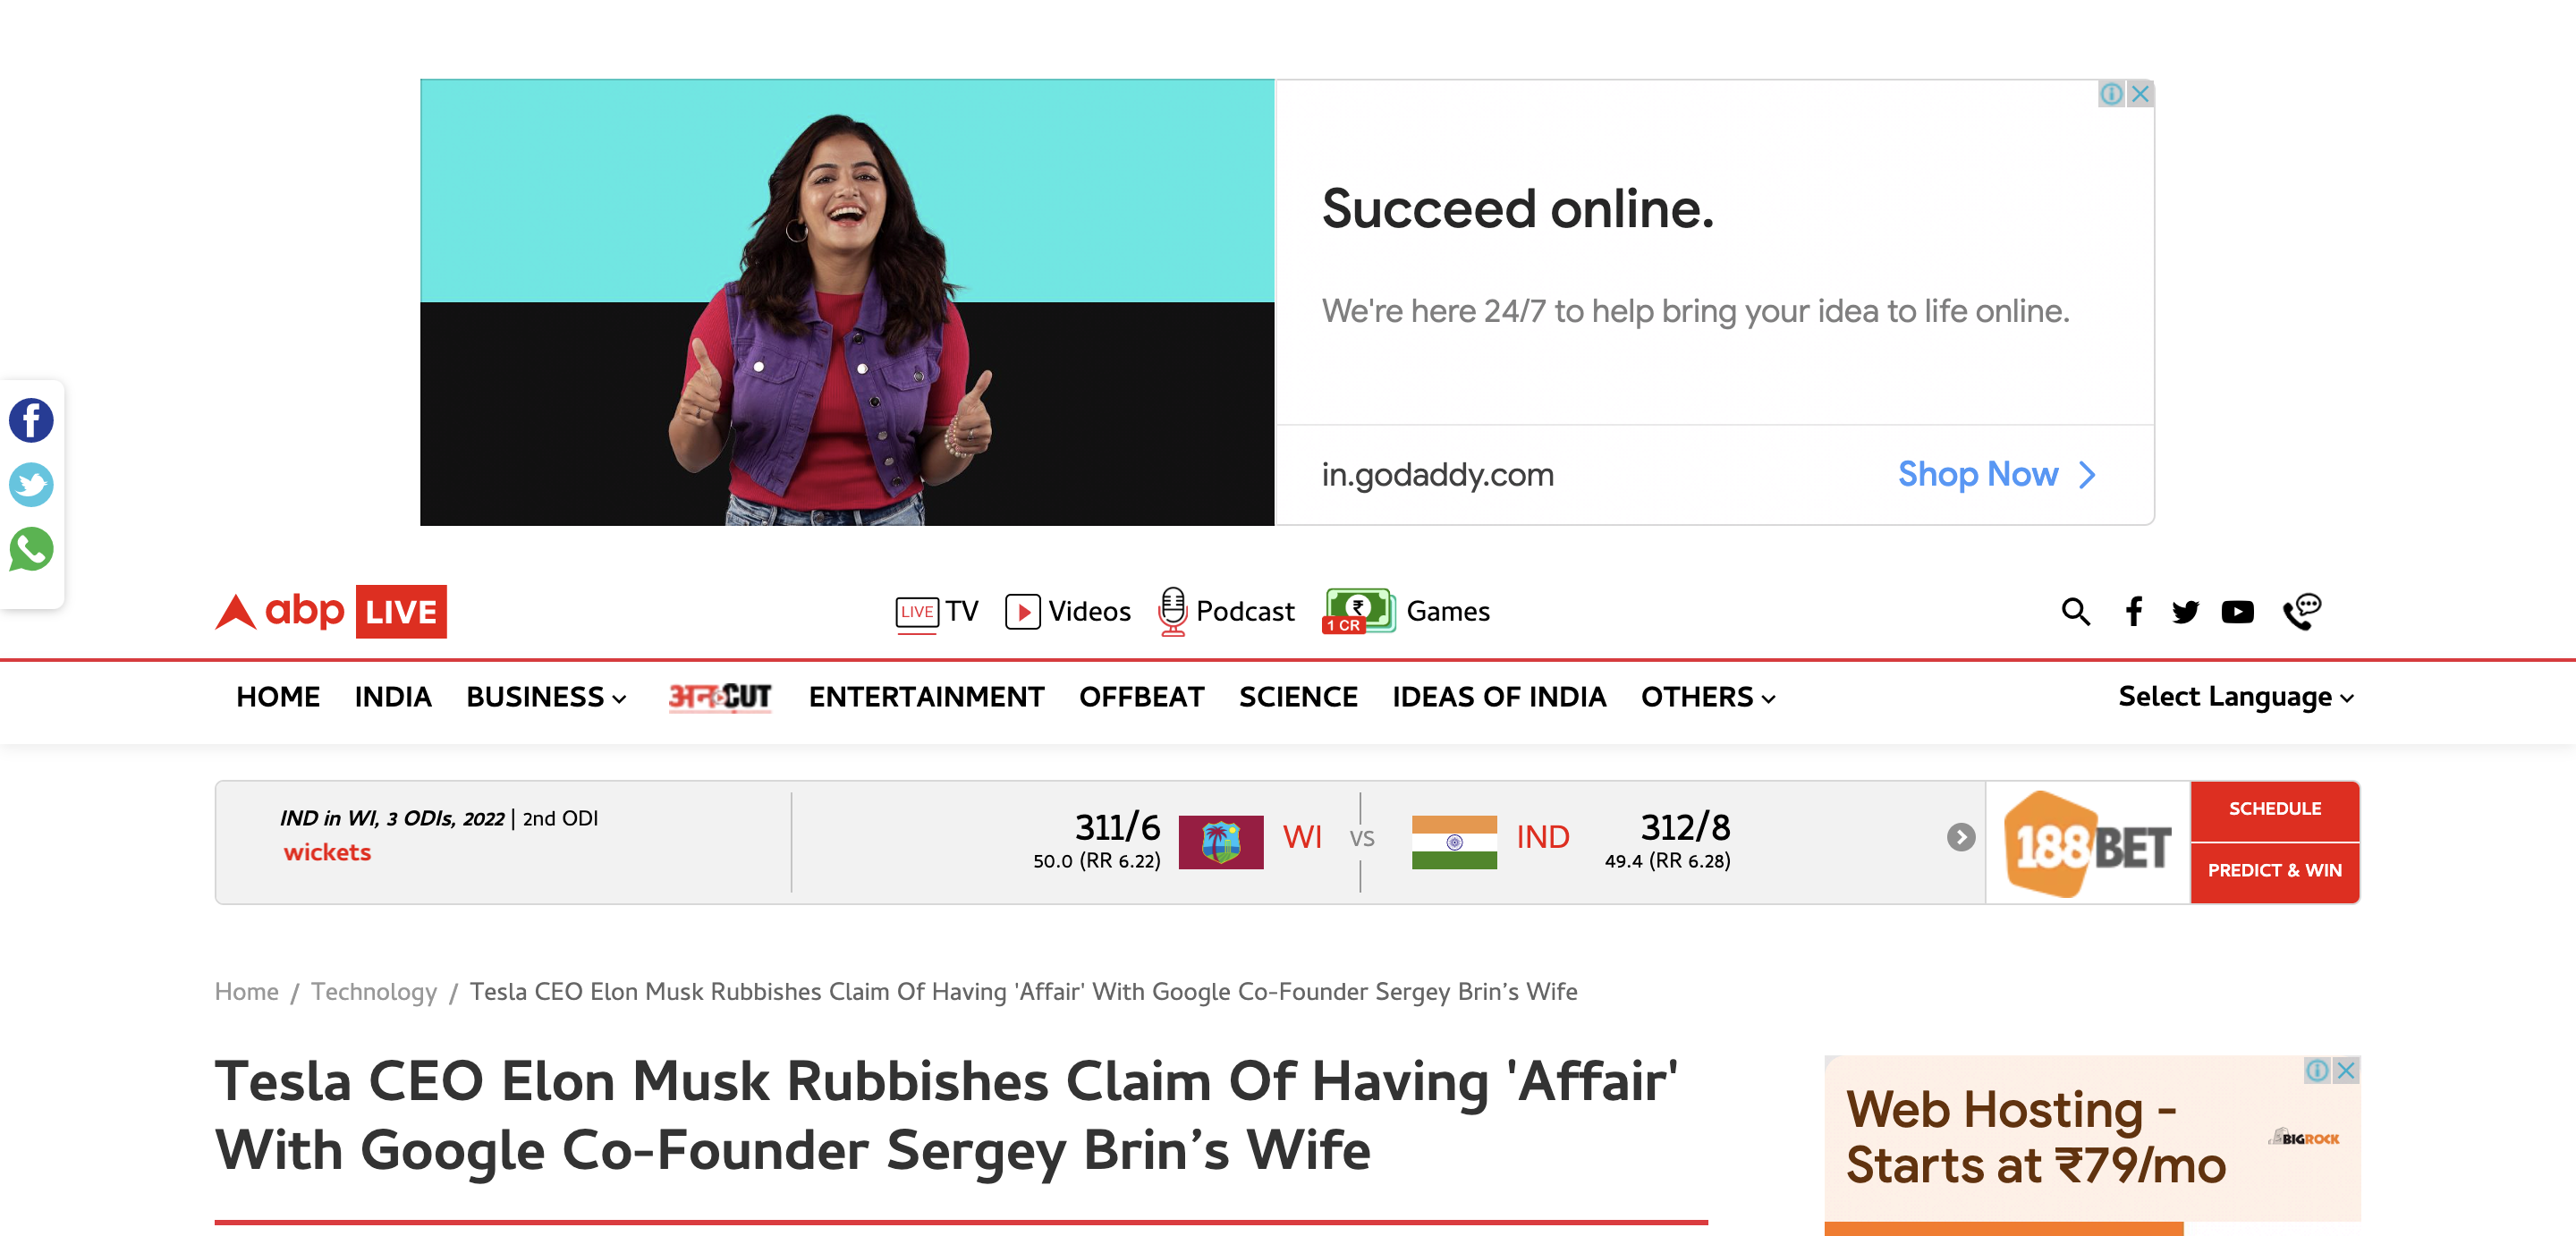 Succeed online.
We're here 24/7 to help bring your idea to life online.
in.godaddy.com
Shop Now
abp LIVE
LIVE TV
Videos
Podcast
1 CR
Games
HOME
INDIA
BUSINESS
अनCUT
ENTERTAINMENT
OFFBEAT
SCIENCE
IDEAS OF INDIA
OTHERS
Select Language
IND in WI, 3 ODIs, 2022 | 2nd ODI
wickets
311/6
50.0 (RR 6.22)
WI
VS
IND
312/8
49.4 (RR 6.28)
188BET
SCHEDULE
PREDICT & WIN
Home / Technology / Tesla CEO Elon Musk Rubbishes Claim Of Having 'Affair' With Google Co-Founder Sergey Brin’s Wife
Tesla CEO Elon Musk Rubbishes Claim Of Having 'Affair'
With Google Co-Founder Sergey Brin’s Wife
Web Hosting -
Starts at ₹79/mo
BIGROCK